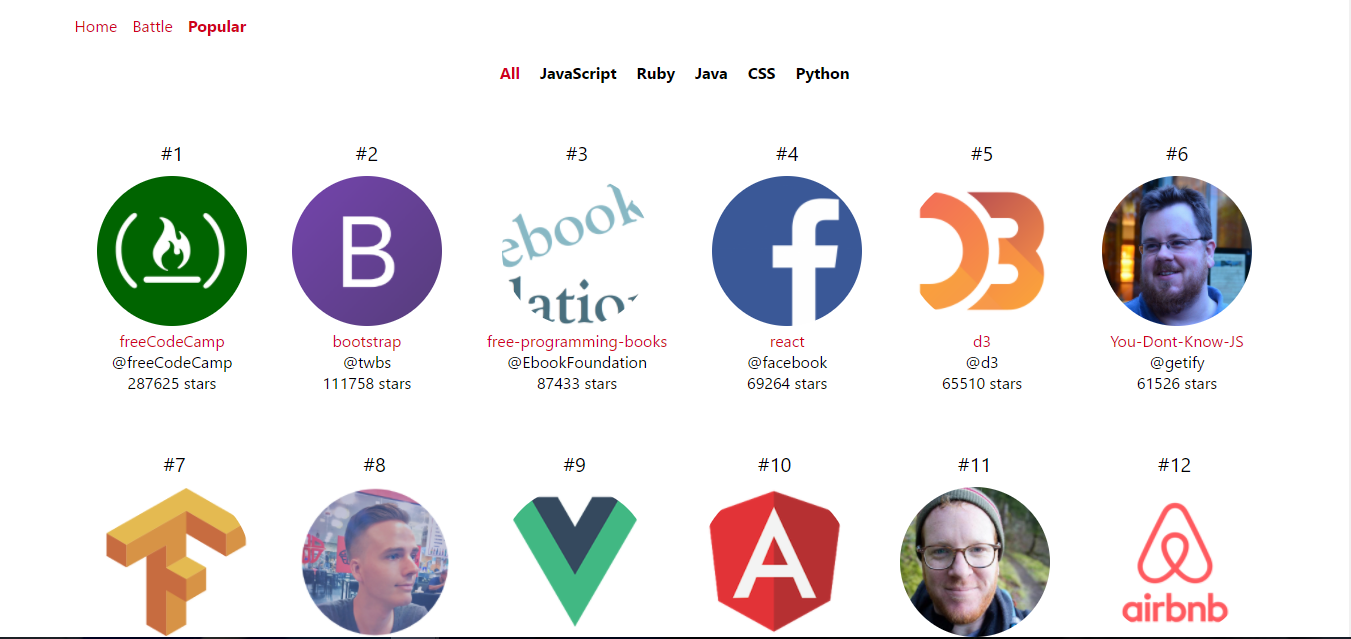 Home Battle Popular
All JavaScript Ruby Java CSS Python
#1 #2 #3 #4 #5 #6
B
ebook
lation
freeCodeCamp bootstrap free-programming-books react d3 You-Dont-Know-JS
@freeCodeCamp @twbs @EbookFoundation @facebook @d3 @getify
287625 stars 111758 stars 87433 stars 69264 stars 65510 stars 61526 stars
#7 #8 #9 #10 #11 #12
airbnb